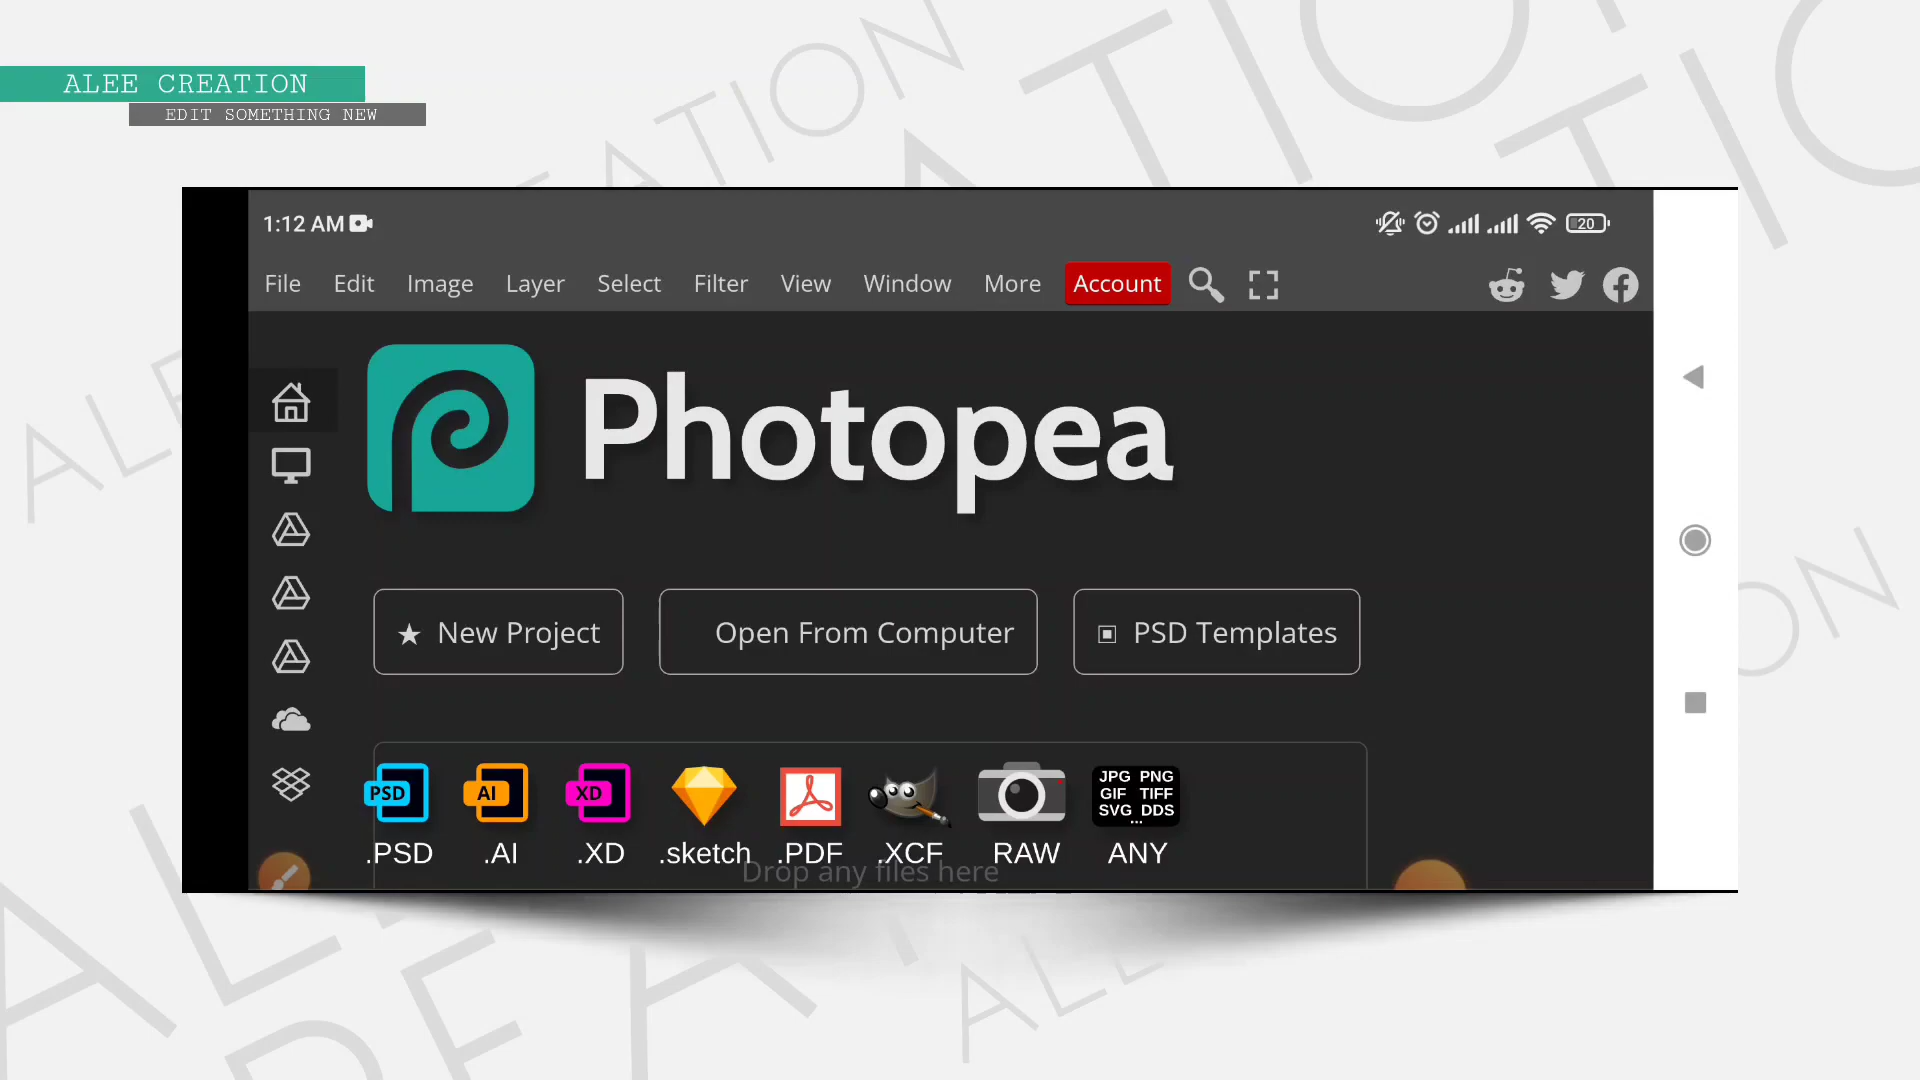 ALEE CREATION
EDIT SOMETHING NEW
1:12 AM
20
File Edit Image Layer Select Filter View Window More Account
Photopea
New Project
Open From Computer
PSD Templates
PSD AI XD
JPG PNG
GIF TIFF
SVG DDS
...
.PSD .AI .XD .sketch .PDF .XCF RAW ANY
Drop any files here